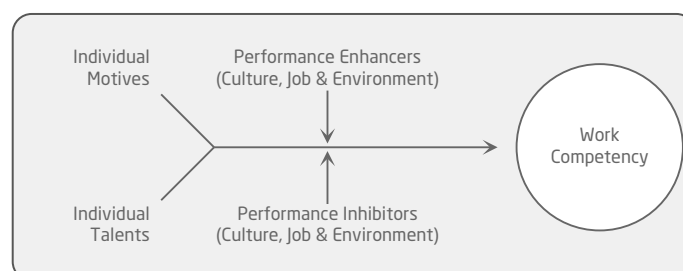 Individual
Motives
Performance Enhancers
(Culture, Job & Environment)
Work
Competency
Individual
Talents
Performance Inhibitors
(Culture, Job & Environment)